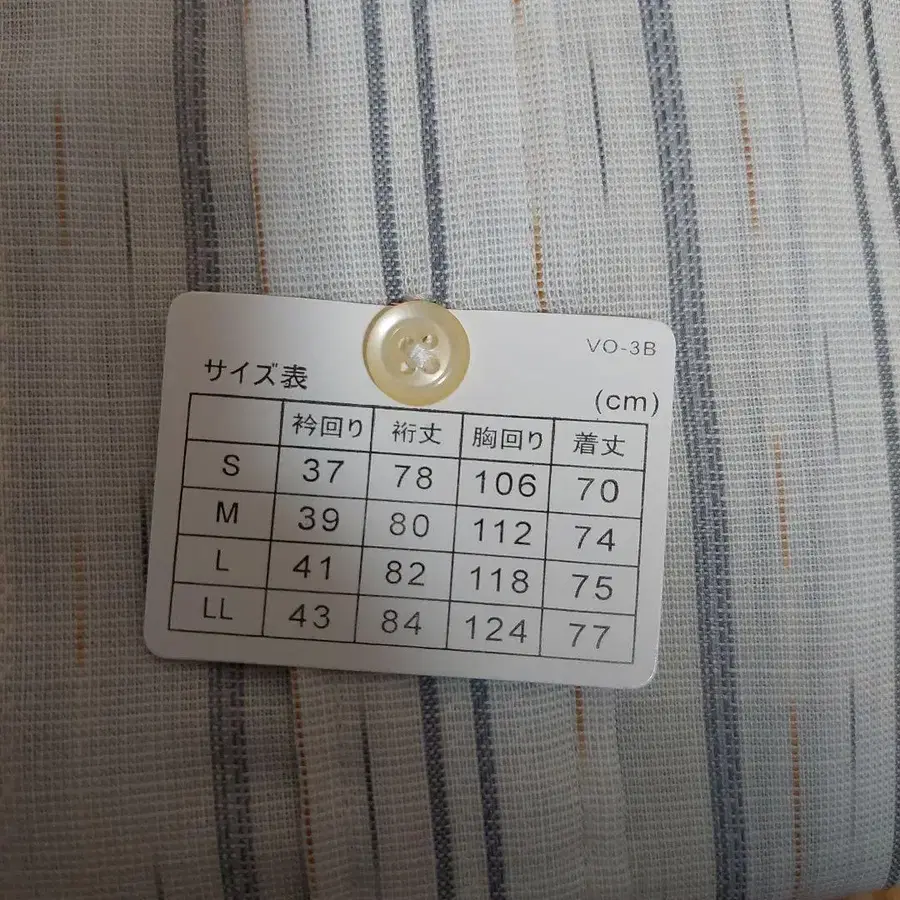 VO-3B
サイズ表
(cm)
衿回り 裄丈 胸回り 着丈
S 37 78 106 70
M 39 80 112 74
L 41 82 118 75
LL 43 84 124 77